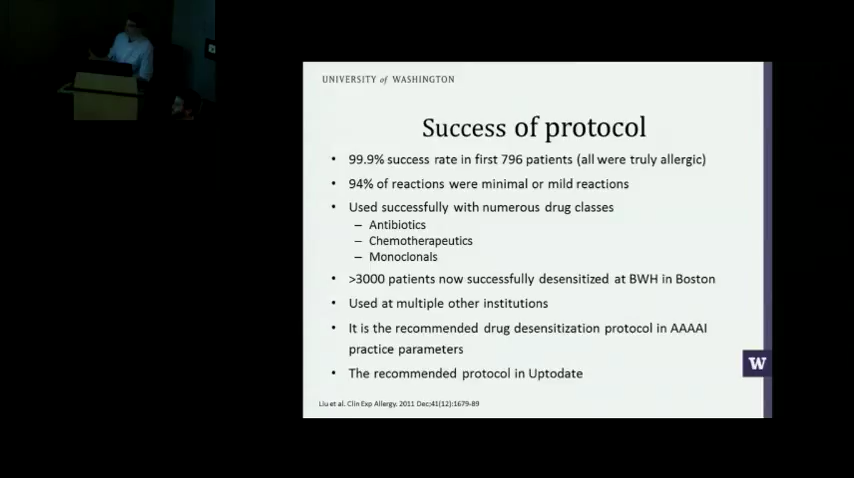 UNIVERSITY of WASHINGTON
Success of protocol
• 99.9% success rate in first 796 patients (all were truly allergic)
• 94% of reactions were minimal or mild reactions
• Used successfully with numerous drug classes
– Antibiotics
– Chemotherapeutics
– Monoclonals
• >3000 patients now successfully desensitized at BWH in Boston
• Used at multiple other institutions
• It is the recommended drug desensitization protocol in AAAAI
practice parameters
• The recommended protocol in Uptodate
W
Liu et al. Clin Exp Allergy. 2011 Dec;41(12):1679-89